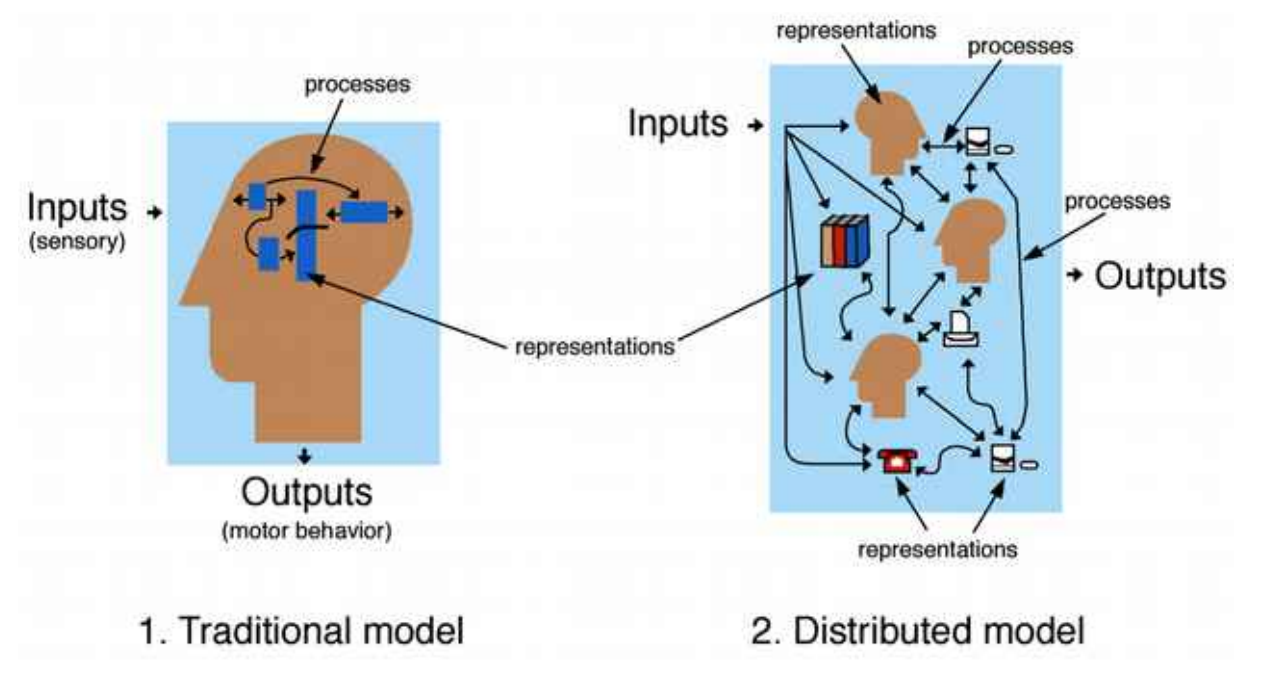 processes
Inputs
(sensory)
Outputs
(motor behavior)
1. Traditional model
representations
representations
processes
Inputs
processes
Outputs
representations
2. Distributed model